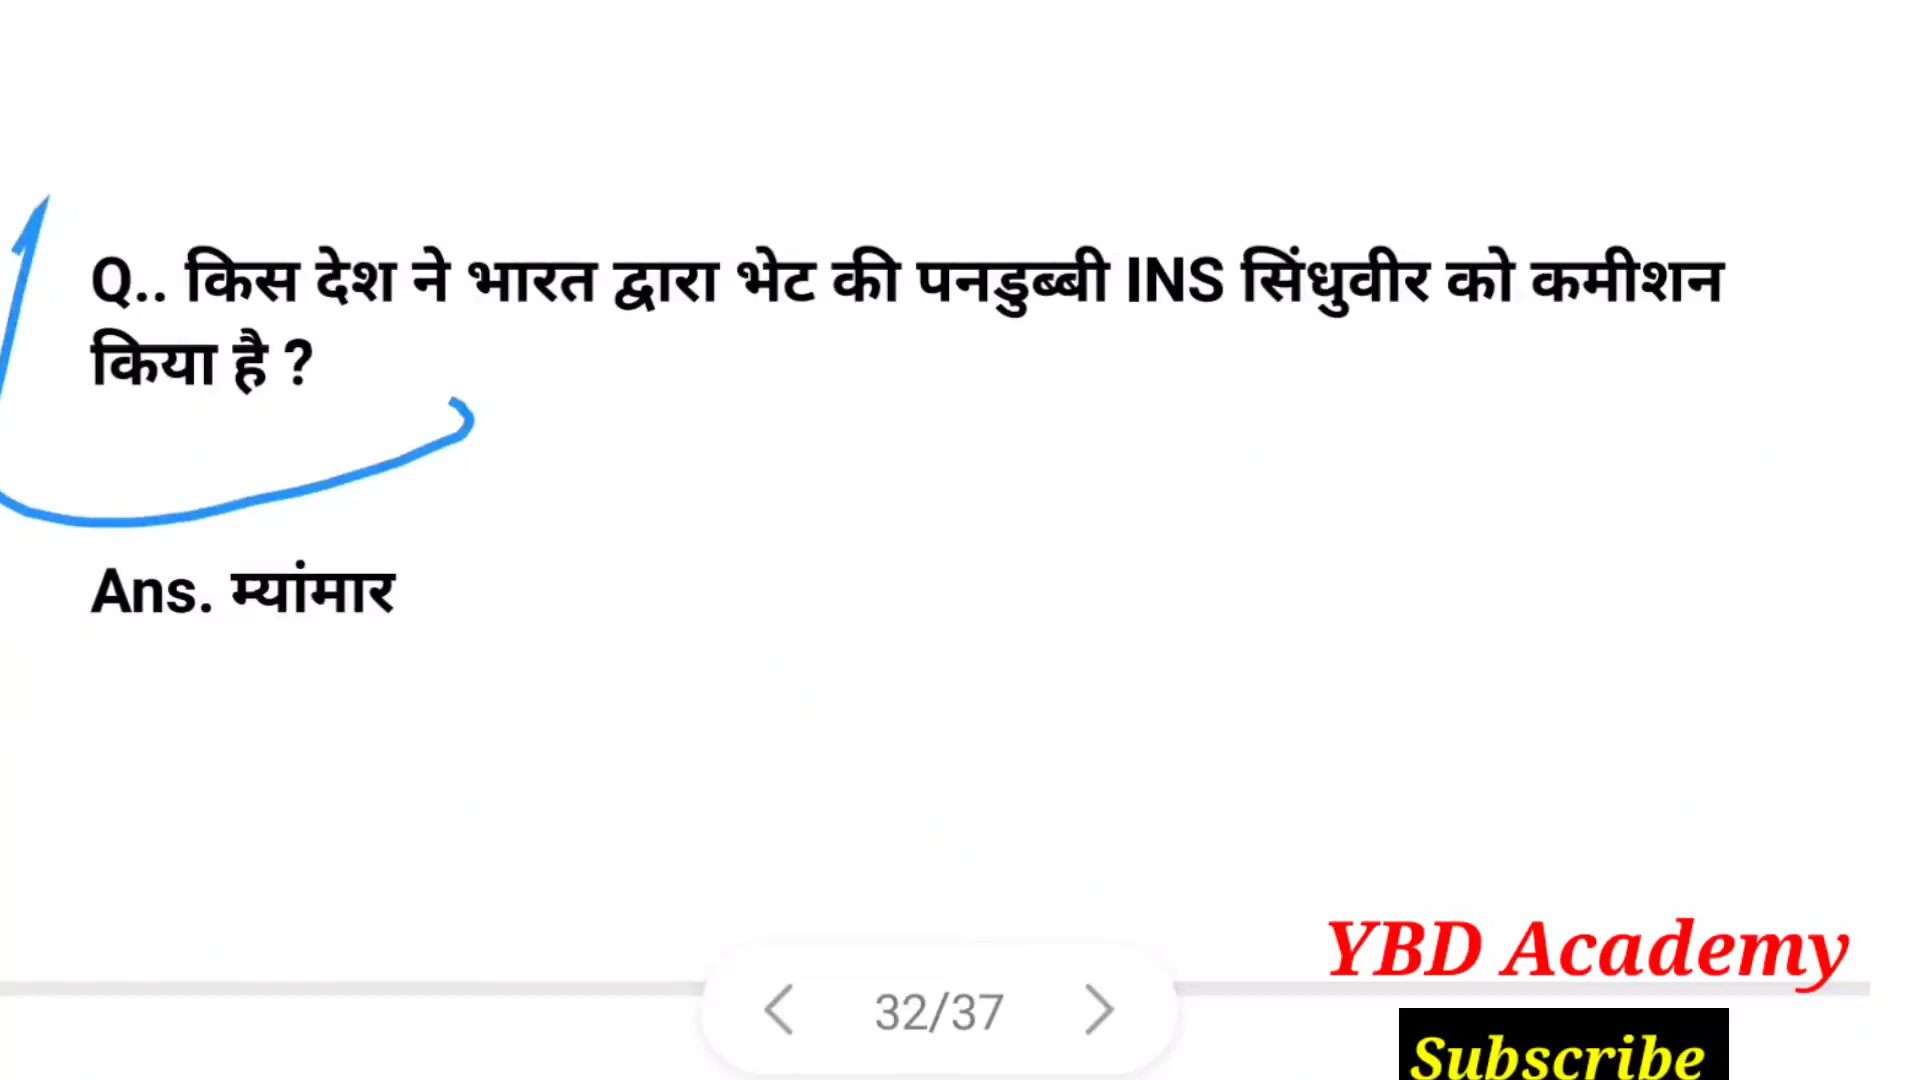 Q.. किस देश ने भारत द्वारा भेट की पनडुब्बी INS सिंधुवीर को कमीशन
किया है ?
Ans. म्यांमार
YBD Academy
32/37
Subscribe